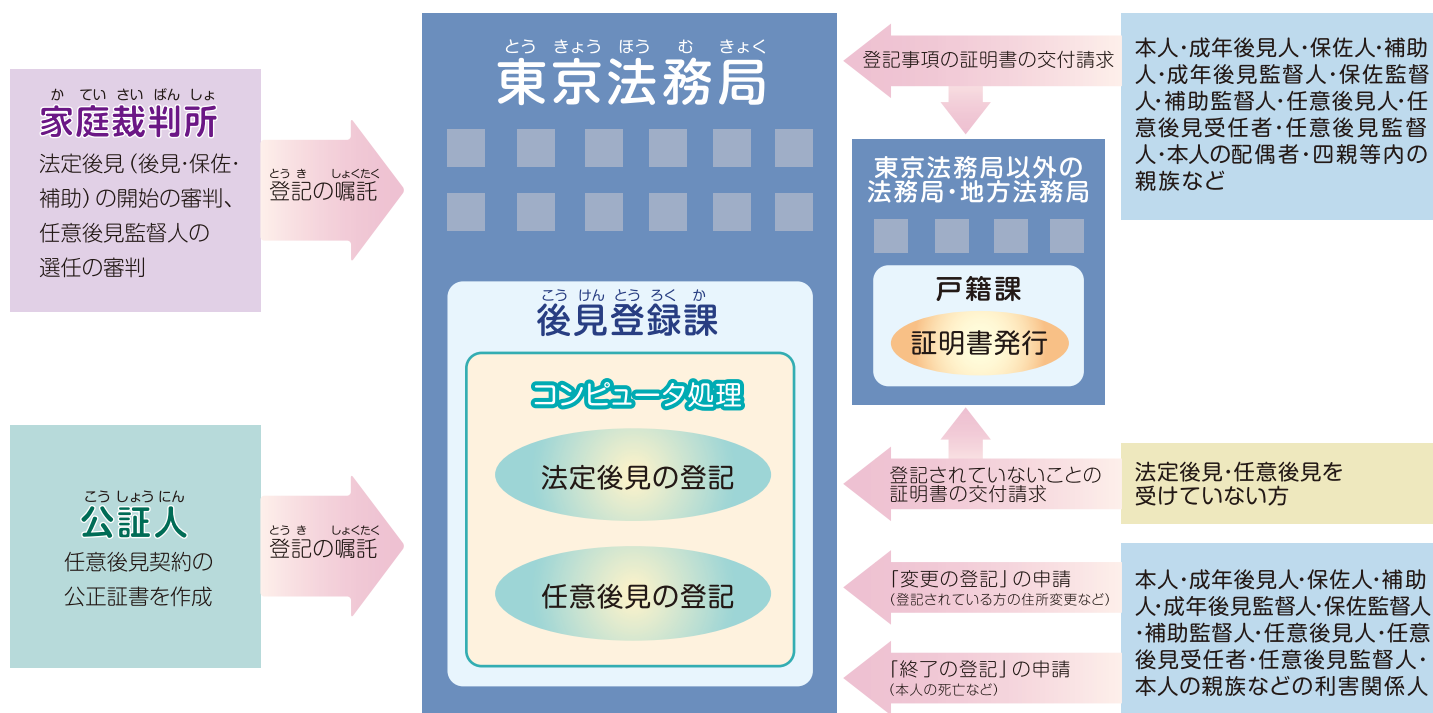 か てい さい ばん しょ
家庭裁判所
法定後見(後見・保佐・
補助)の開始の審判、
任意後見監督人の
選任の審判
とう き しょくたく
登記の嘱託
こう しょう にん
公証人
任意後見契約の
公正証書を作成
とう き しょくたく
登記の嘱託
とう きょう ほう む きょく
東京法務局
こう けん とう ろく か
後見登録課
コンピュータ処理
法定後見の登記
任意後見の登記
登記事項の証明書の交付請求
東京法務局以外の
法務局・地方法務局
戸籍課
証明書発行
登記されていないことの
証明書の交付請求
「変更の登記」の申請
(登記されている方の住所変更など)
「終了の登記」の申請
(本人の死亡など)
本人・成年後見人・保佐人・補助
人・成年後見監督人・保佐監督
人・補助監督人・任意後見人・任
意後見受任者・任意後見監督
人・本人の配偶者・四親等内の
親族など
法定後見・任意後見を
受けていない方
本人・成年後見人・保佐人・補助
人・成年後見監督人・保佐監督人
・補助監督人・任意後見人・任意
後見受任者・任意後見監督人・
本人の親族などの利害関係人